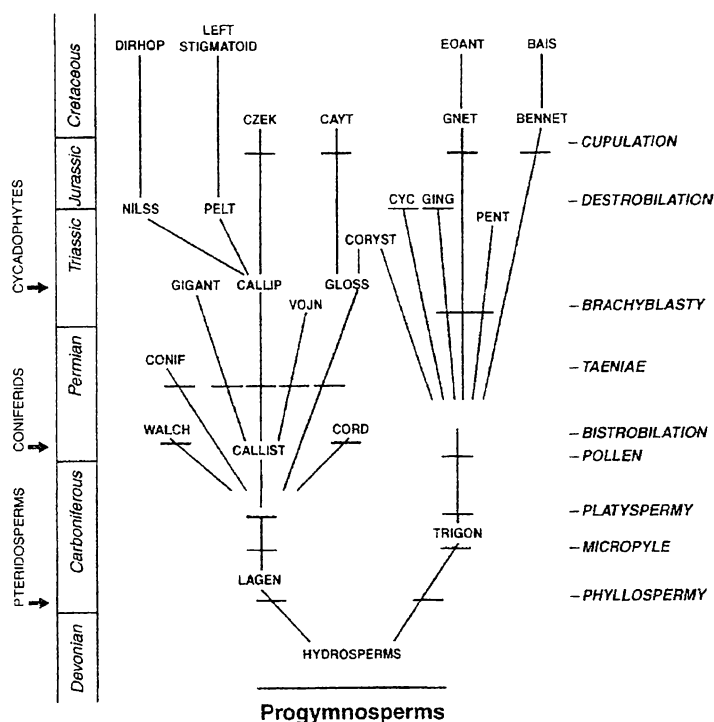 LEFT
DIRHOP STIGMATOID EOANT BAIS
Cretaceous
CZEK CAYT GNET BENNET
– CUPULATION
Jurassic
CYCADOPHYTES
NILSS PELT CYC GING – DESTROBILATION
PENT
Triassic
CORYST
GIGANT CALLIP GLOSS
VOJN – BRACHYBLASTY
Permian
CONIF – TAENIAE
CONIFERIDS
WALCH CALLIST CORD – BISTROBILATION
– POLLEN
Carboniferous
– PLATYSPERMY
TRIGON
– MICROPYLE
PTERIDOSPERMS
LAGEN
– PHYLLOSPERMY
Devonian
HYDROSPERMS
Progymnosperms